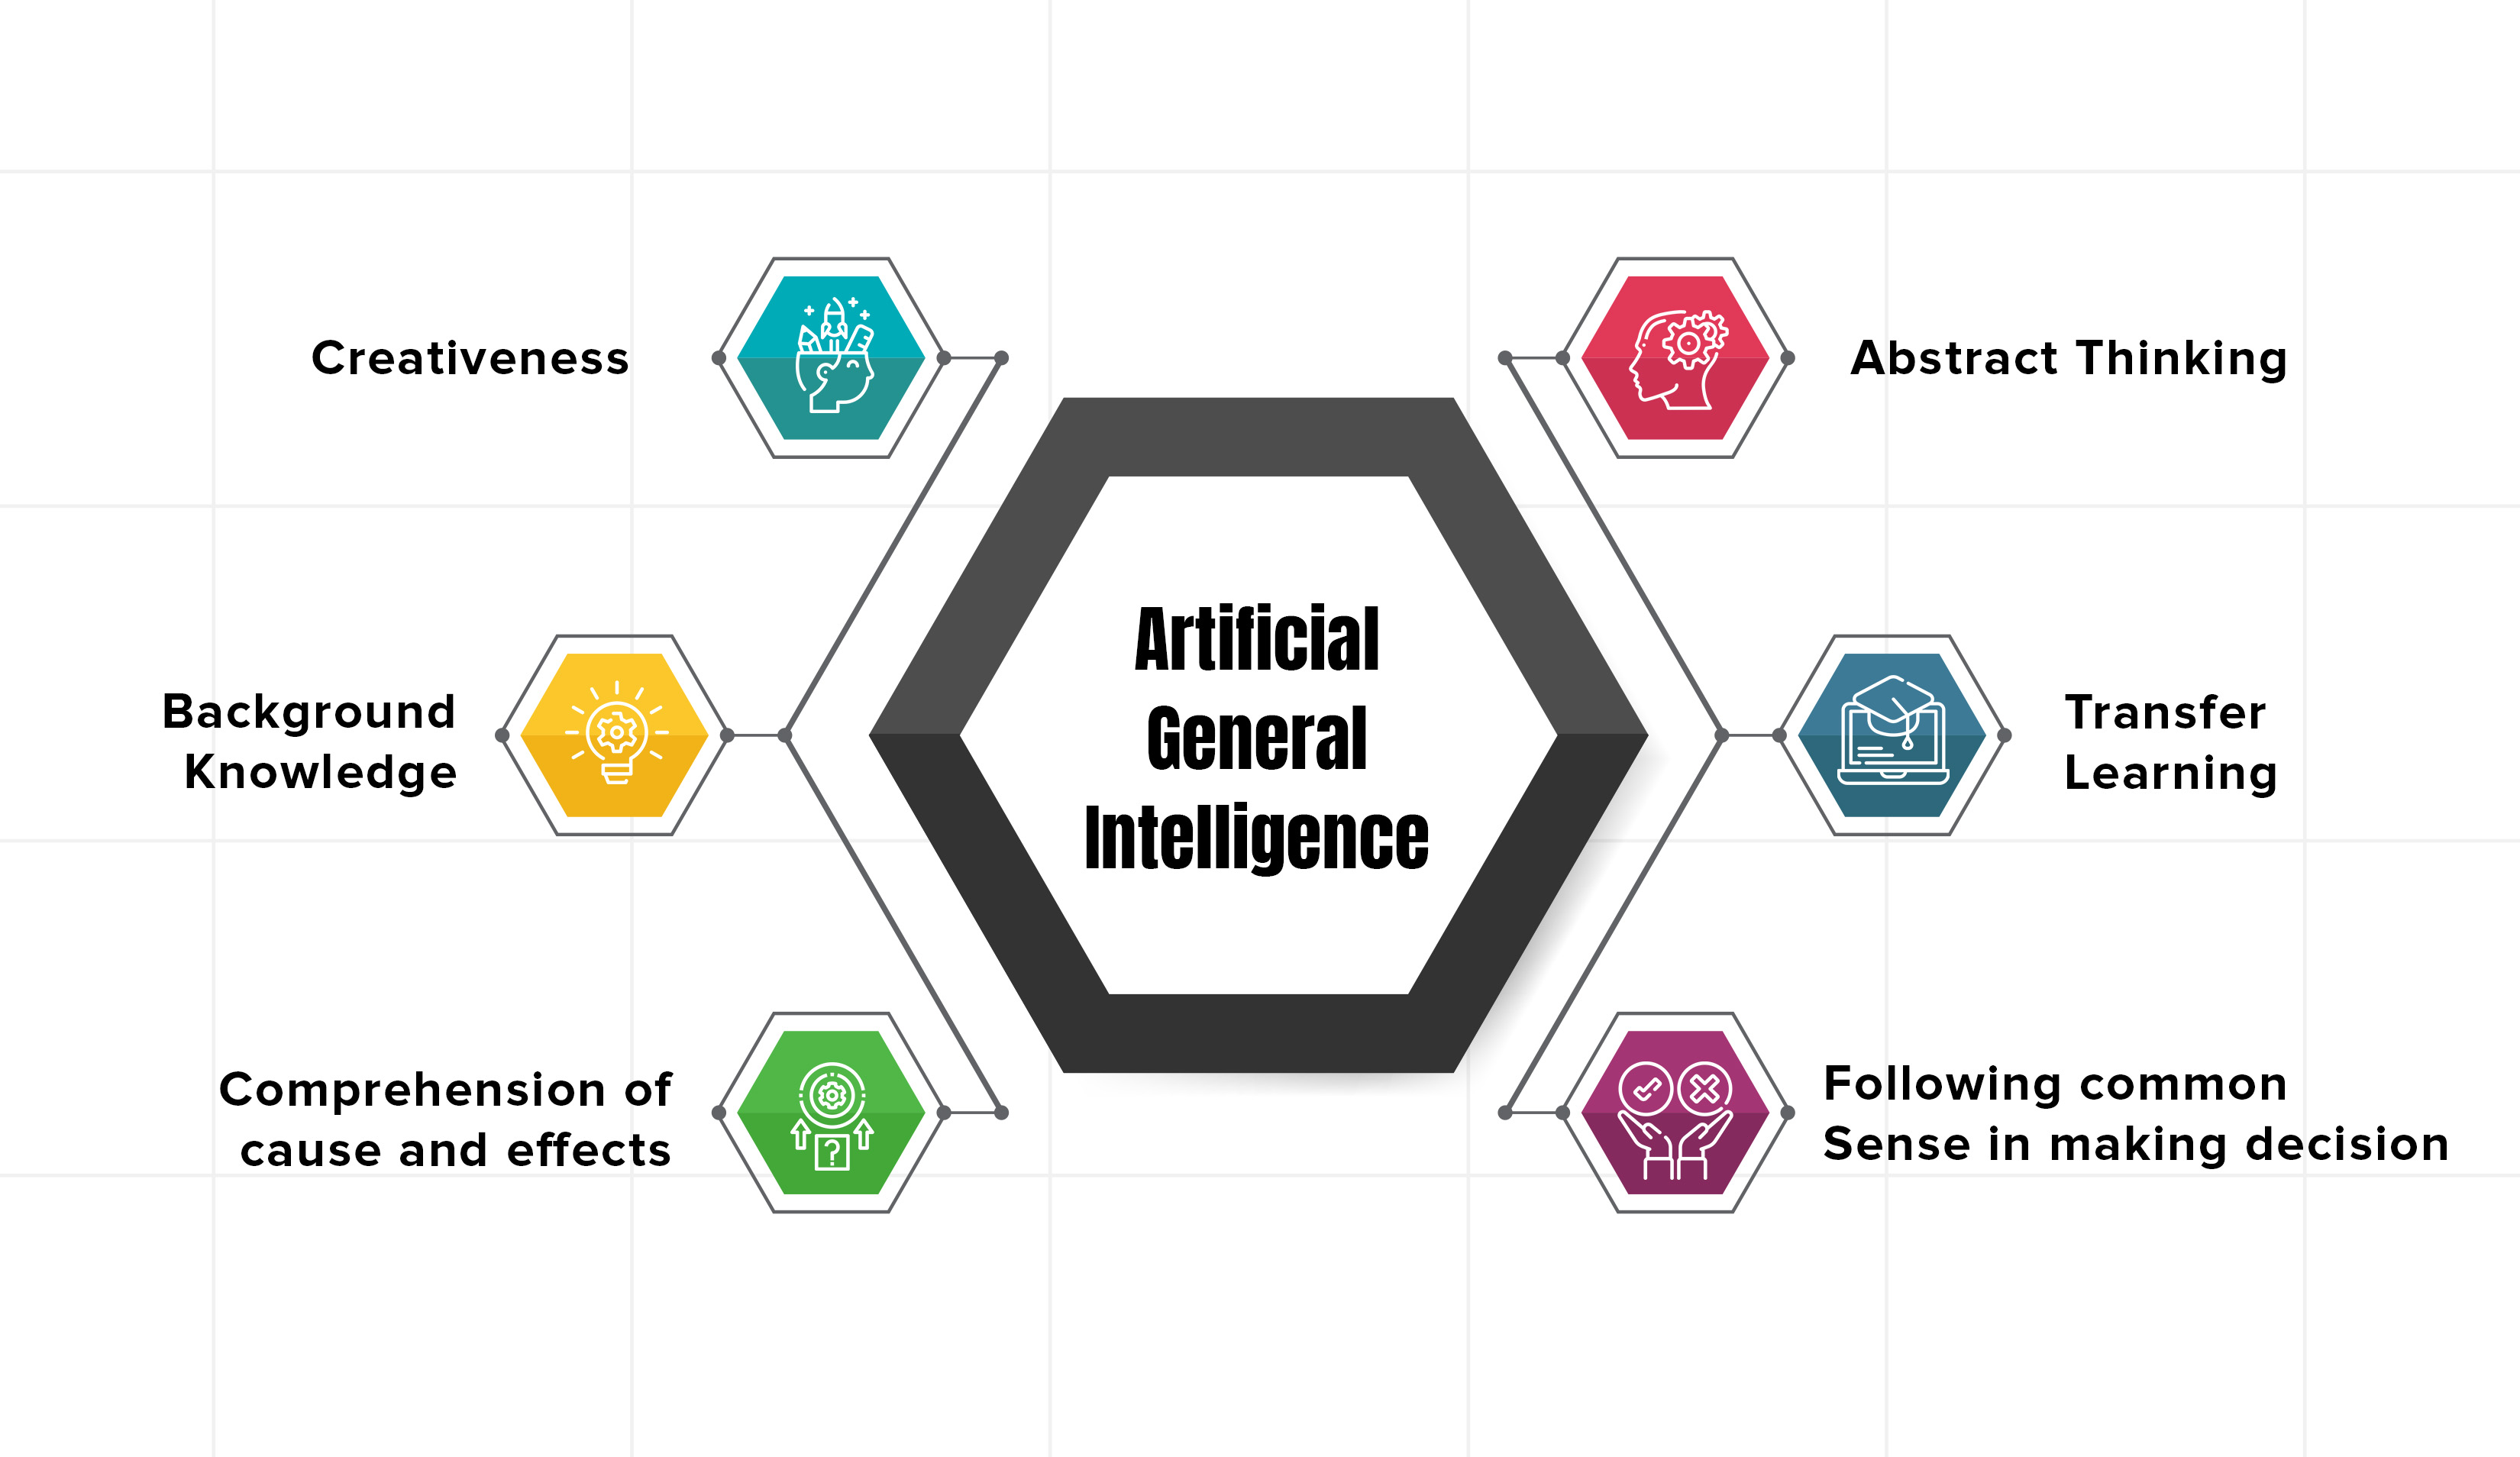 Creativeness
Abstract Thinking
Artificial
General
Intelligence
Background
Knowledge
Transfer
Learning
Comprehension of
cause and effects
Following common
Sense in making decision
?